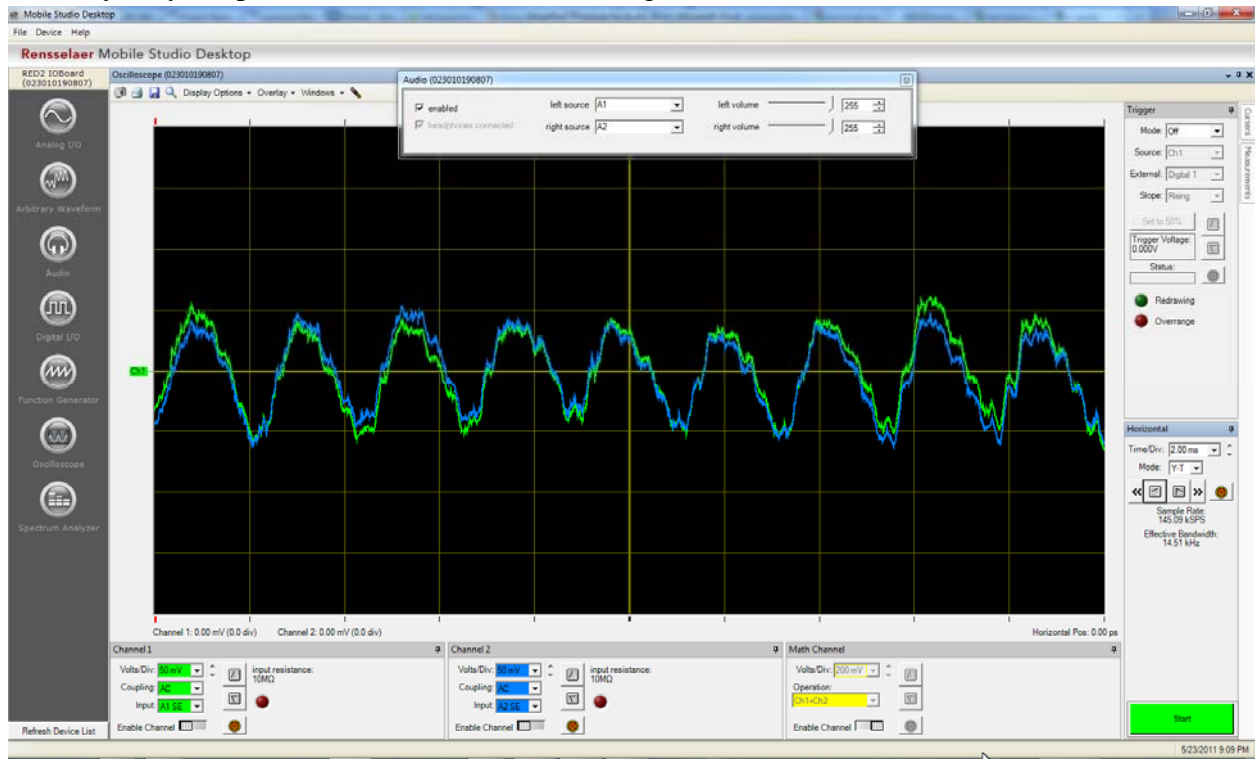 Mobile Studio Desktop
File Device Help
Rensselaer Mobile Studio Desktop
RED2 IOBoard
(023010190807)
Analog I/O
Arbitrary Waveform
Audio
Digital I/O
Function Generator
Oscilloscope
Spectrum Analyzer
Refresh Device List
Oscilloscope (023010190807)
Display Options Overlay Windows
Audio (023010190807)
enabled left source A1 left volume 255
headphones connected right source A2 right volume 255
Ch1
Channel 1: 0.00 mV (0.0 div) Channel 2: 0.00 mV (0.0 div) Horizontal Pos: 0.00 ps
Channel 1
Volts/Div: 50 mV input resistance:
10MΩ
Coupling: AC
Input: A1 SE
Enable Channel
Channel 2
Volts/Div: 50 mV input resistance:
10MΩ
Coupling: AC
Input: A2 SE
Enable Channel
Math Channel
Volts/Div: 200 mV
Operation:
Ch1+Ch2
Enable Channel
Trigger
Mode: Off
Source: Ch1
External: Digital 1
Slope: Rising
Set to 50%
Trigger Voltage:
0.000V
Status:
Redrawing
Overrange
Cursors
Measurements
Horizontal
Time/Div: 2.00 ms
Mode: Y-T
Sample Rate:
145.09 kSPS
Effective Bandwidth:
14.51 kHz
Start
5/23/2011 9:09 PM